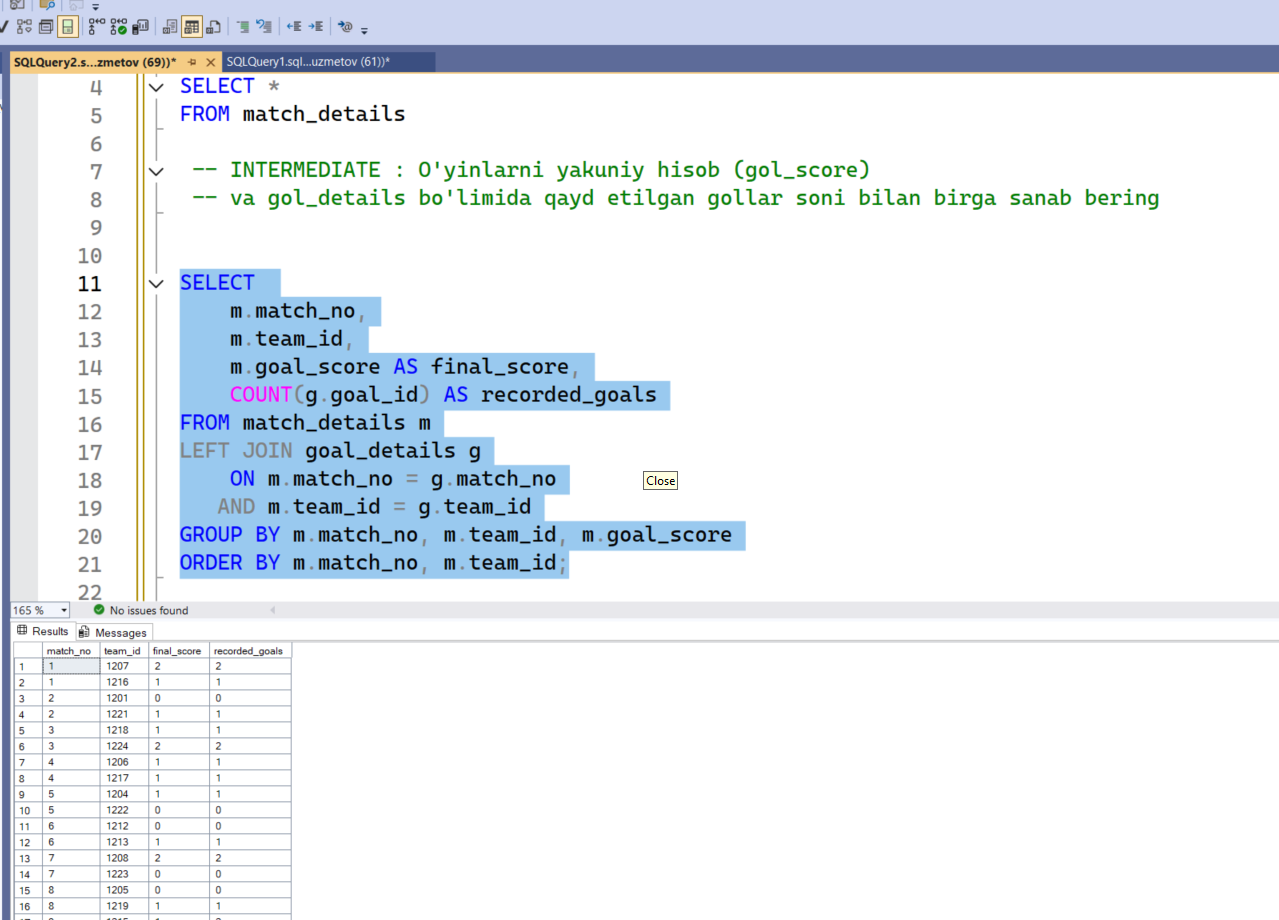 SQLQuery2.s...zmetov (69))*
SQLQuery1.sql...uzmetov (61))*
4 SELECT *
5 FROM match_details
6
7 -- INTERMEDIATE : O'yinlarni yakuniy hisob (gol_score)
8 -- va gol_details bo'limida qayd etilgan gollar soni bilan birga sanab bering
9
10
11 SELECT
12 m.match_no,
13 m.team_id,
14 m.goal_score AS final_score,
15 COUNT(g.goal_id) AS recorded_goals
16 FROM match_details m
17 LEFT JOIN goal_details g
18 ON m.match_no = g.match_no
Close
19 AND m.team_id = g.team_id
20 GROUP BY m.match_no, m.team_id, m.goal_score
21 ORDER BY m.match_no, m.team_id;
22
165 % No issues found
Results Messages
match_no team_id final_score recorded_goals
1 1 1207 2 2
2 1 1216 1 1
3 2 1201 0 0
4 2 1221 1 1
5 3 1218 1 1
6 3 1224 2 2
7 4 1206 1 1
8 4 1217 1 1
9 5 1204 1 1
10 5 1222 0 0
11 6 1212 0 0
12 6 1213 1 1
13 7 1208 2 2
14 7 1223 0 0
15 8 1205 0 0
16 8 1219 1 1